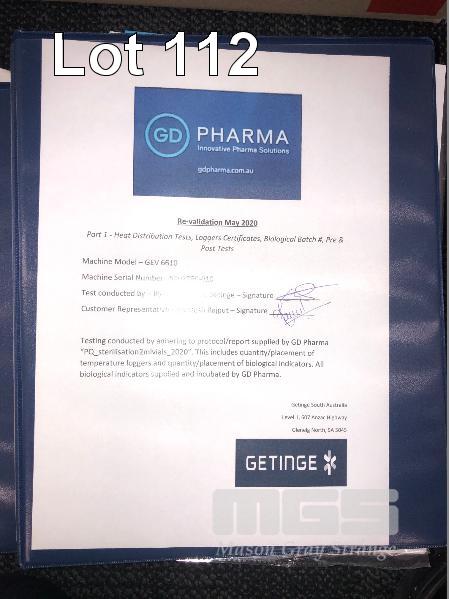 Lot 112
GD PHARMA
Innovative Pharma Solutions
gdpharma.com.au
Re-validation May 2020
Part 1 - Heat Distribution Tests, Loggers Certificates, Biological Batch #, Pre &
Post Tests
Machine Model – GEV 6610
Machine Serial Number
Test conducted by – Signature
Customer Representative Rajput – Signature
Testing conducted by adhering to protocol/report supplied by GD Pharma
"PQ_sterilisation2mlvials_2020". This includes quantity/placement of
temperature loggers and quantity/placement of biological indicators. All
biological indicators supplied and incubated by GD Pharma.
Getinge South Australia
Level 1, 607 Anzac Highway
Glenelg North, SA 5045
GETINGE
MGS
Mason Gray Strange